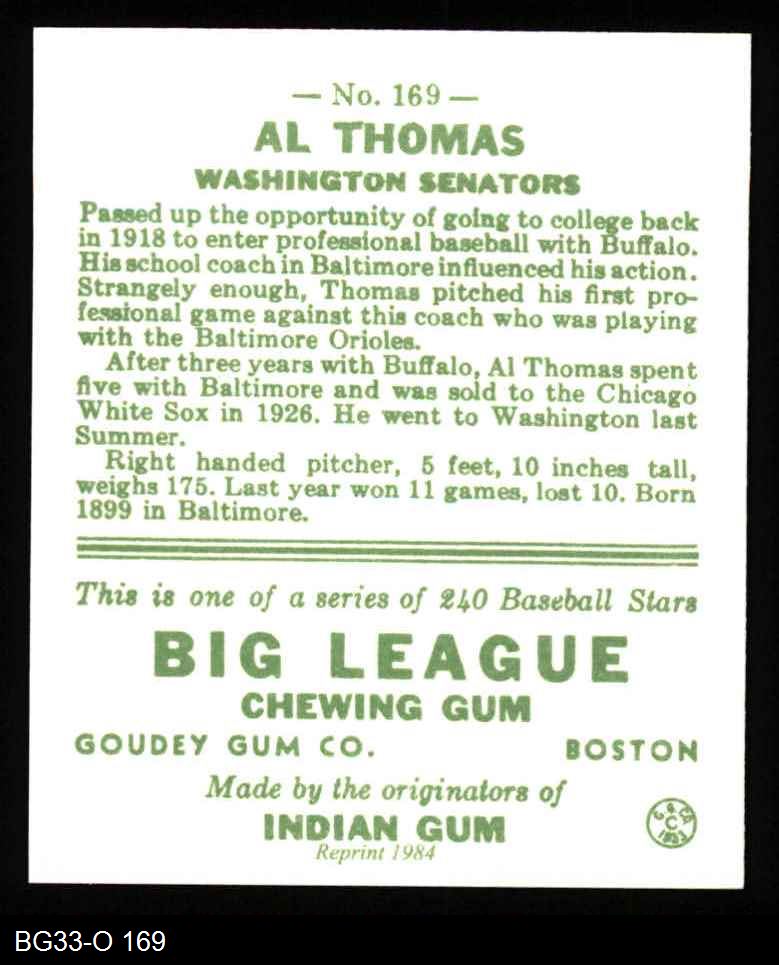 — No. 169 —
AL THOMAS
WASHINGTON SENATORS
Passed up the opportunity of going to college back
in 1918 to enter professional baseball with Buffalo.
His school coach in Baltimore influenced his action.
Strangely enough, Thomas pitched his first pro-
fessional game against this coach who was playing
with the Baltimore Orioles.
After three years with Buffalo, Al Thomas spent
five with Baltimore and was sold to the Chicago
White Sox in 1926. He went to Washington last
Summer.
Right handed pitcher, 5 feet, 10 inches tall,
weighs 175. Last year won 11 games, lost 10. Born
1899 in Baltimore.
This is one of a series of 240 Baseball Stars
BIG LEAGUE
CHEWING GUM
GOUDEY GUM CO. BOSTON
Made by the originators of
INDIAN GUM
Reprint 1984
C
BG33-O 169